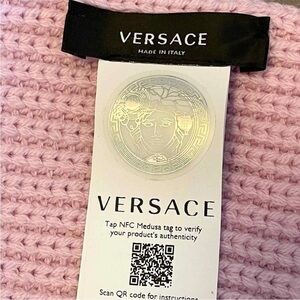 VERSACE
MADE IN ITALY
VERSACE
Tap NFC Medusa tag to verify
your product's authenticity
Scan QR code for instructions